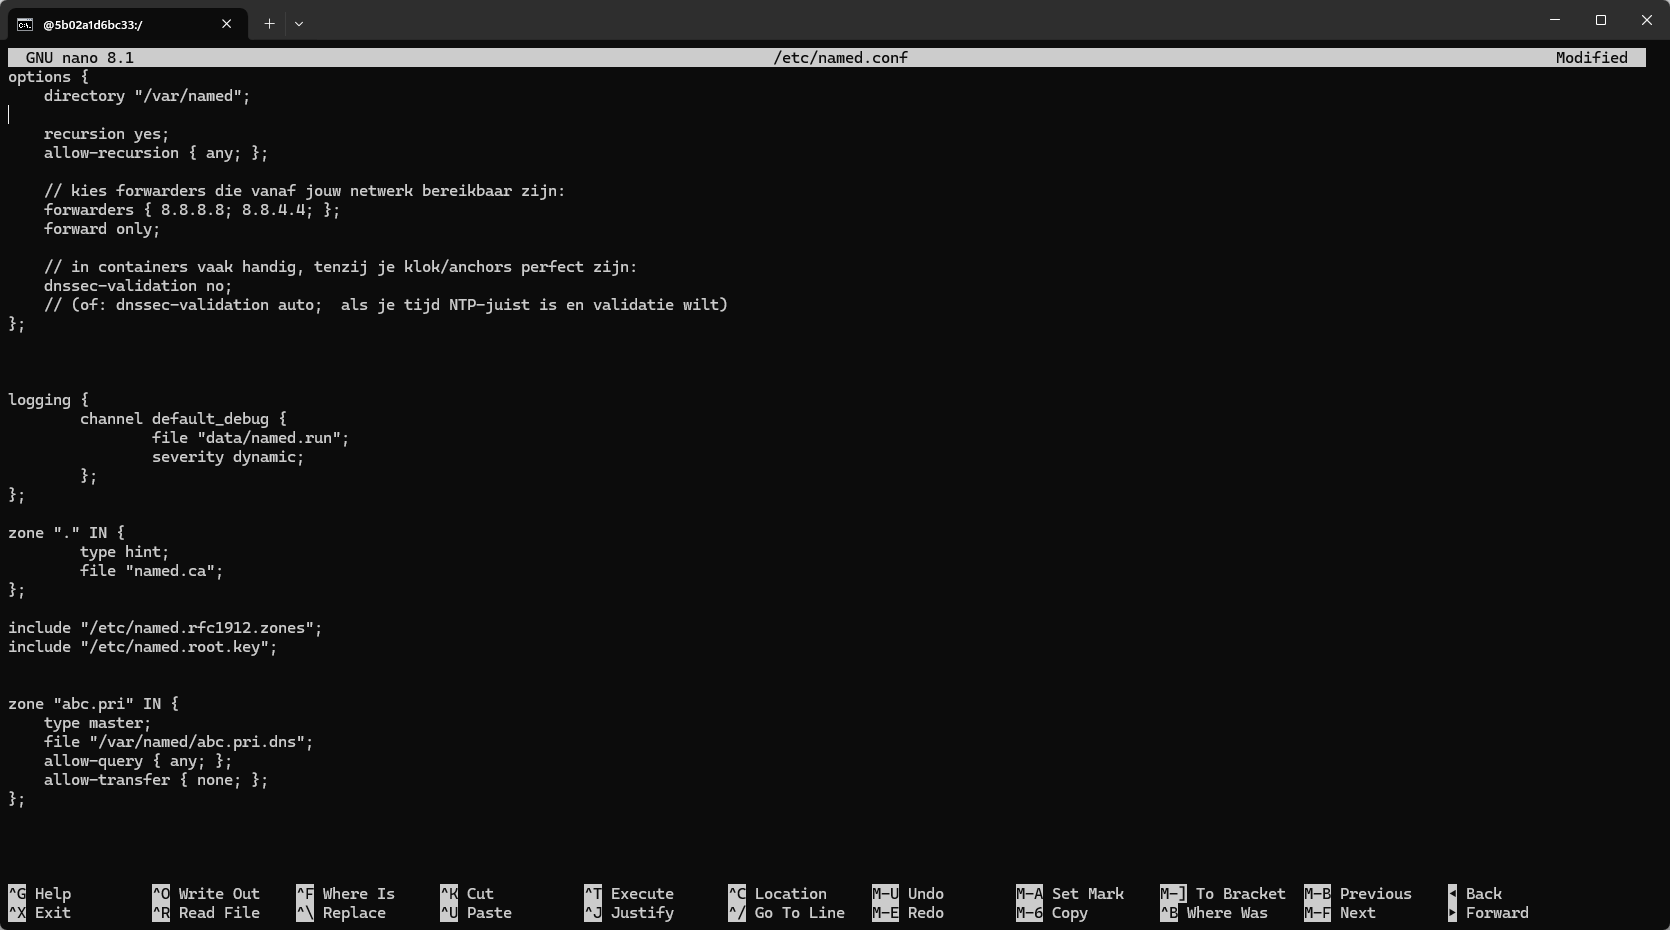 @5b02a1d6bc33:/
GNU nano 8.1 /etc/named.conf Modified
options {
    directory "/var/named";

    recursion yes;
    allow-recursion { any; };

    // kies forwarders die vanaf jouw netwerk bereikbaar zijn:
    forwarders { 8.8.8.8; 8.8.4.4; };
    forward only;

    // in containers vaak handig, tenzij je klok/anchors perfect zijn:
    dnssec-validation no;
    // (of: dnssec-validation auto;  als je tijd NTP-juist is en validatie wilt)
};

logging {
        channel default_debug {
                file "data/named.run";
                severity dynamic;
        };
};

zone "." IN {
        type hint;
        file "named.ca";
};

include "/etc/named.rfc1912.zones";
include "/etc/named.root.key";

zone "abc.pri" IN {
    type master;
    file "/var/named/abc.pri.dns";
    allow-query { any; };
    allow-transfer { none; };
};

^G Help ^O Write Out ^F Where Is ^K Cut ^T Execute ^C Location M-U Undo M-A Set Mark M-] To Bracket M-B Previous ◂ Back
^X Exit ^R Read File ^\ Replace ^U Paste ^J Justify ^/ Go To Line M-E Redo M-6 Copy ^B Where Was M-F Next ▸ Forward